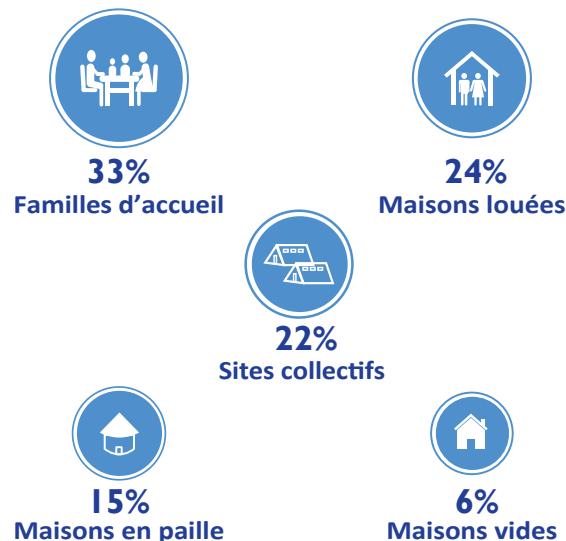 33%
Familles d'accueil
24%
Maisons louées
22%
Sites collectifs
15%
Maisons en paille
6%
Maisons vides